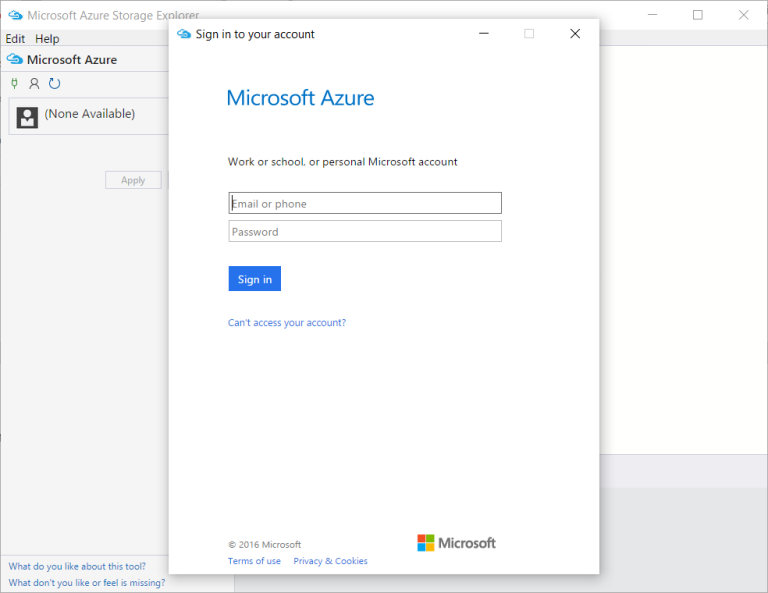 Microsoft Azure Storage Explorer
Edit Help
Microsoft Azure
(None Available)
Apply
What do you like about this tool?
What don't you like or feel is missing?
Sign in to your account
Microsoft Azure
Work or school, or personal Microsoft account
Email or phone
Password
Sign in
Can't access your account?
© 2016 Microsoft
Microsoft
Terms of use Privacy & Cookies